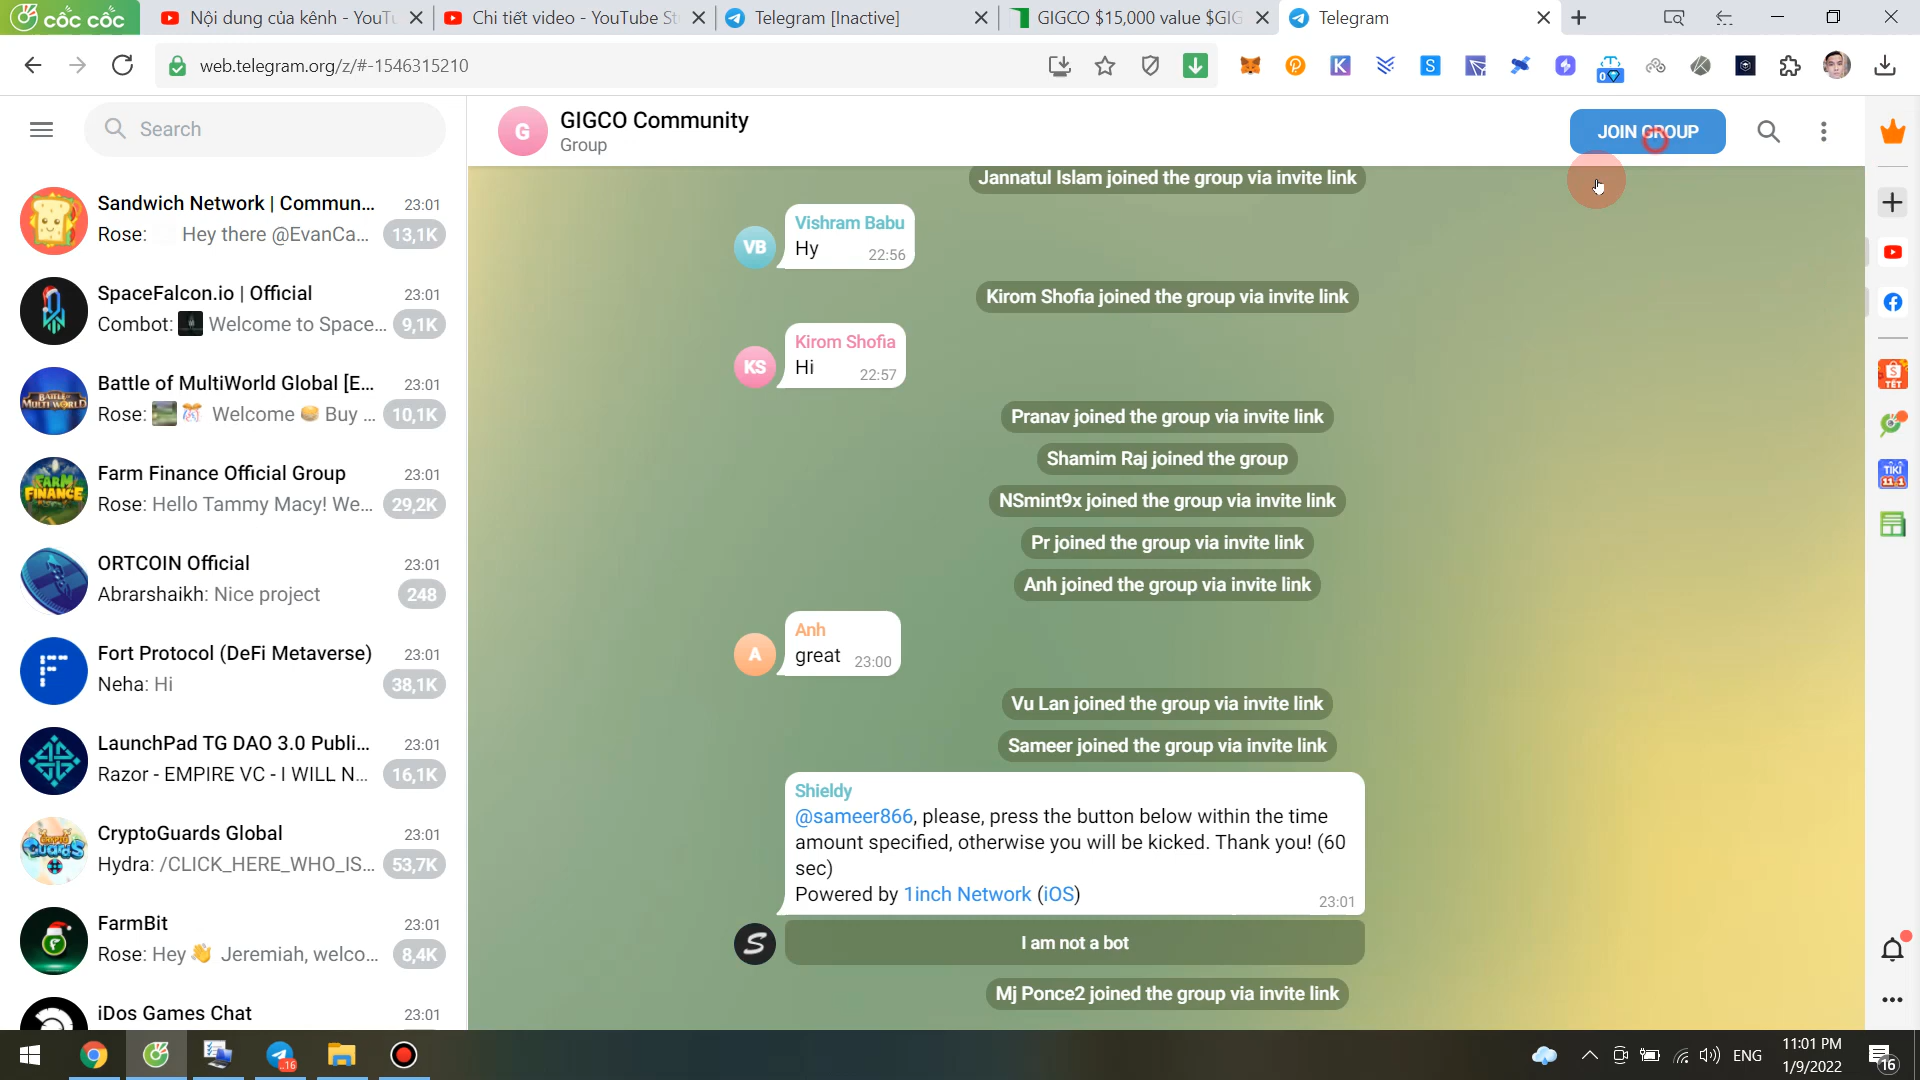 cốc cốc
Nội dung của kênh - YouTu
Chi tiết video - YouTube St
Telegram [Inactive]
GIGCO $15,000 value $GIG
Telegram
web.telegram.org/z/#-1546315210
Search
G
GIGCO Community
Group
JOIN GROUP
Sandwich Network | Commun... 23:01
Rose: Hey there @EvanCa... 13,1K
SpaceFalcon.io | Official 23:01
Combot: Welcome to Space... 9,1K
Battle of MultiWorld Global [E... 23:01
Rose: Welcome Buy ... 10,1K
Farm Finance Official Group 23:01
Rose: Hello Tammy Macy! We... 29,2K
ORTCOIN Official 23:01
Abrarshaikh: Nice project 248
Fort Protocol (DeFi Metaverse) 23:01
Neha: Hi 38,1K
LaunchPad TG DAO 3.0 Publi... 23:01
Razor - EMPIRE VC - I WILL N... 16,1K
CryptoGuards Global 23:01
Hydra: /CLICK_HERE_WHO_IS... 53,7K
FarmBit 23:01
Rose: Hey Jeremiah, welco... 8,4K
iDos Games Chat 23:01
Jannatul Islam joined the group via invite link
VB
Vishram Babu
Hy 22:56
Kirom Shofia joined the group via invite link
KS
Kirom Shofia
Hi 22:57
Pranav joined the group via invite link
Shamim Raj joined the group
NSmint9x joined the group via invite link
Pr joined the group via invite link
Anh joined the group via invite link
A
Anh
great 23:00
Vu Lan joined the group via invite link
Sameer joined the group via invite link
Shieldy
@sameer866, please, press the button below within the time
amount specified, otherwise you will be kicked. Thank you! (60
sec)
Powered by 1inch Network (iOS) 23:01
S
I am not a bot
Mj Ponce2 joined the group via invite link
TẾT
TiKi
11.1
ENG
11:01 PM
1/9/2022
16